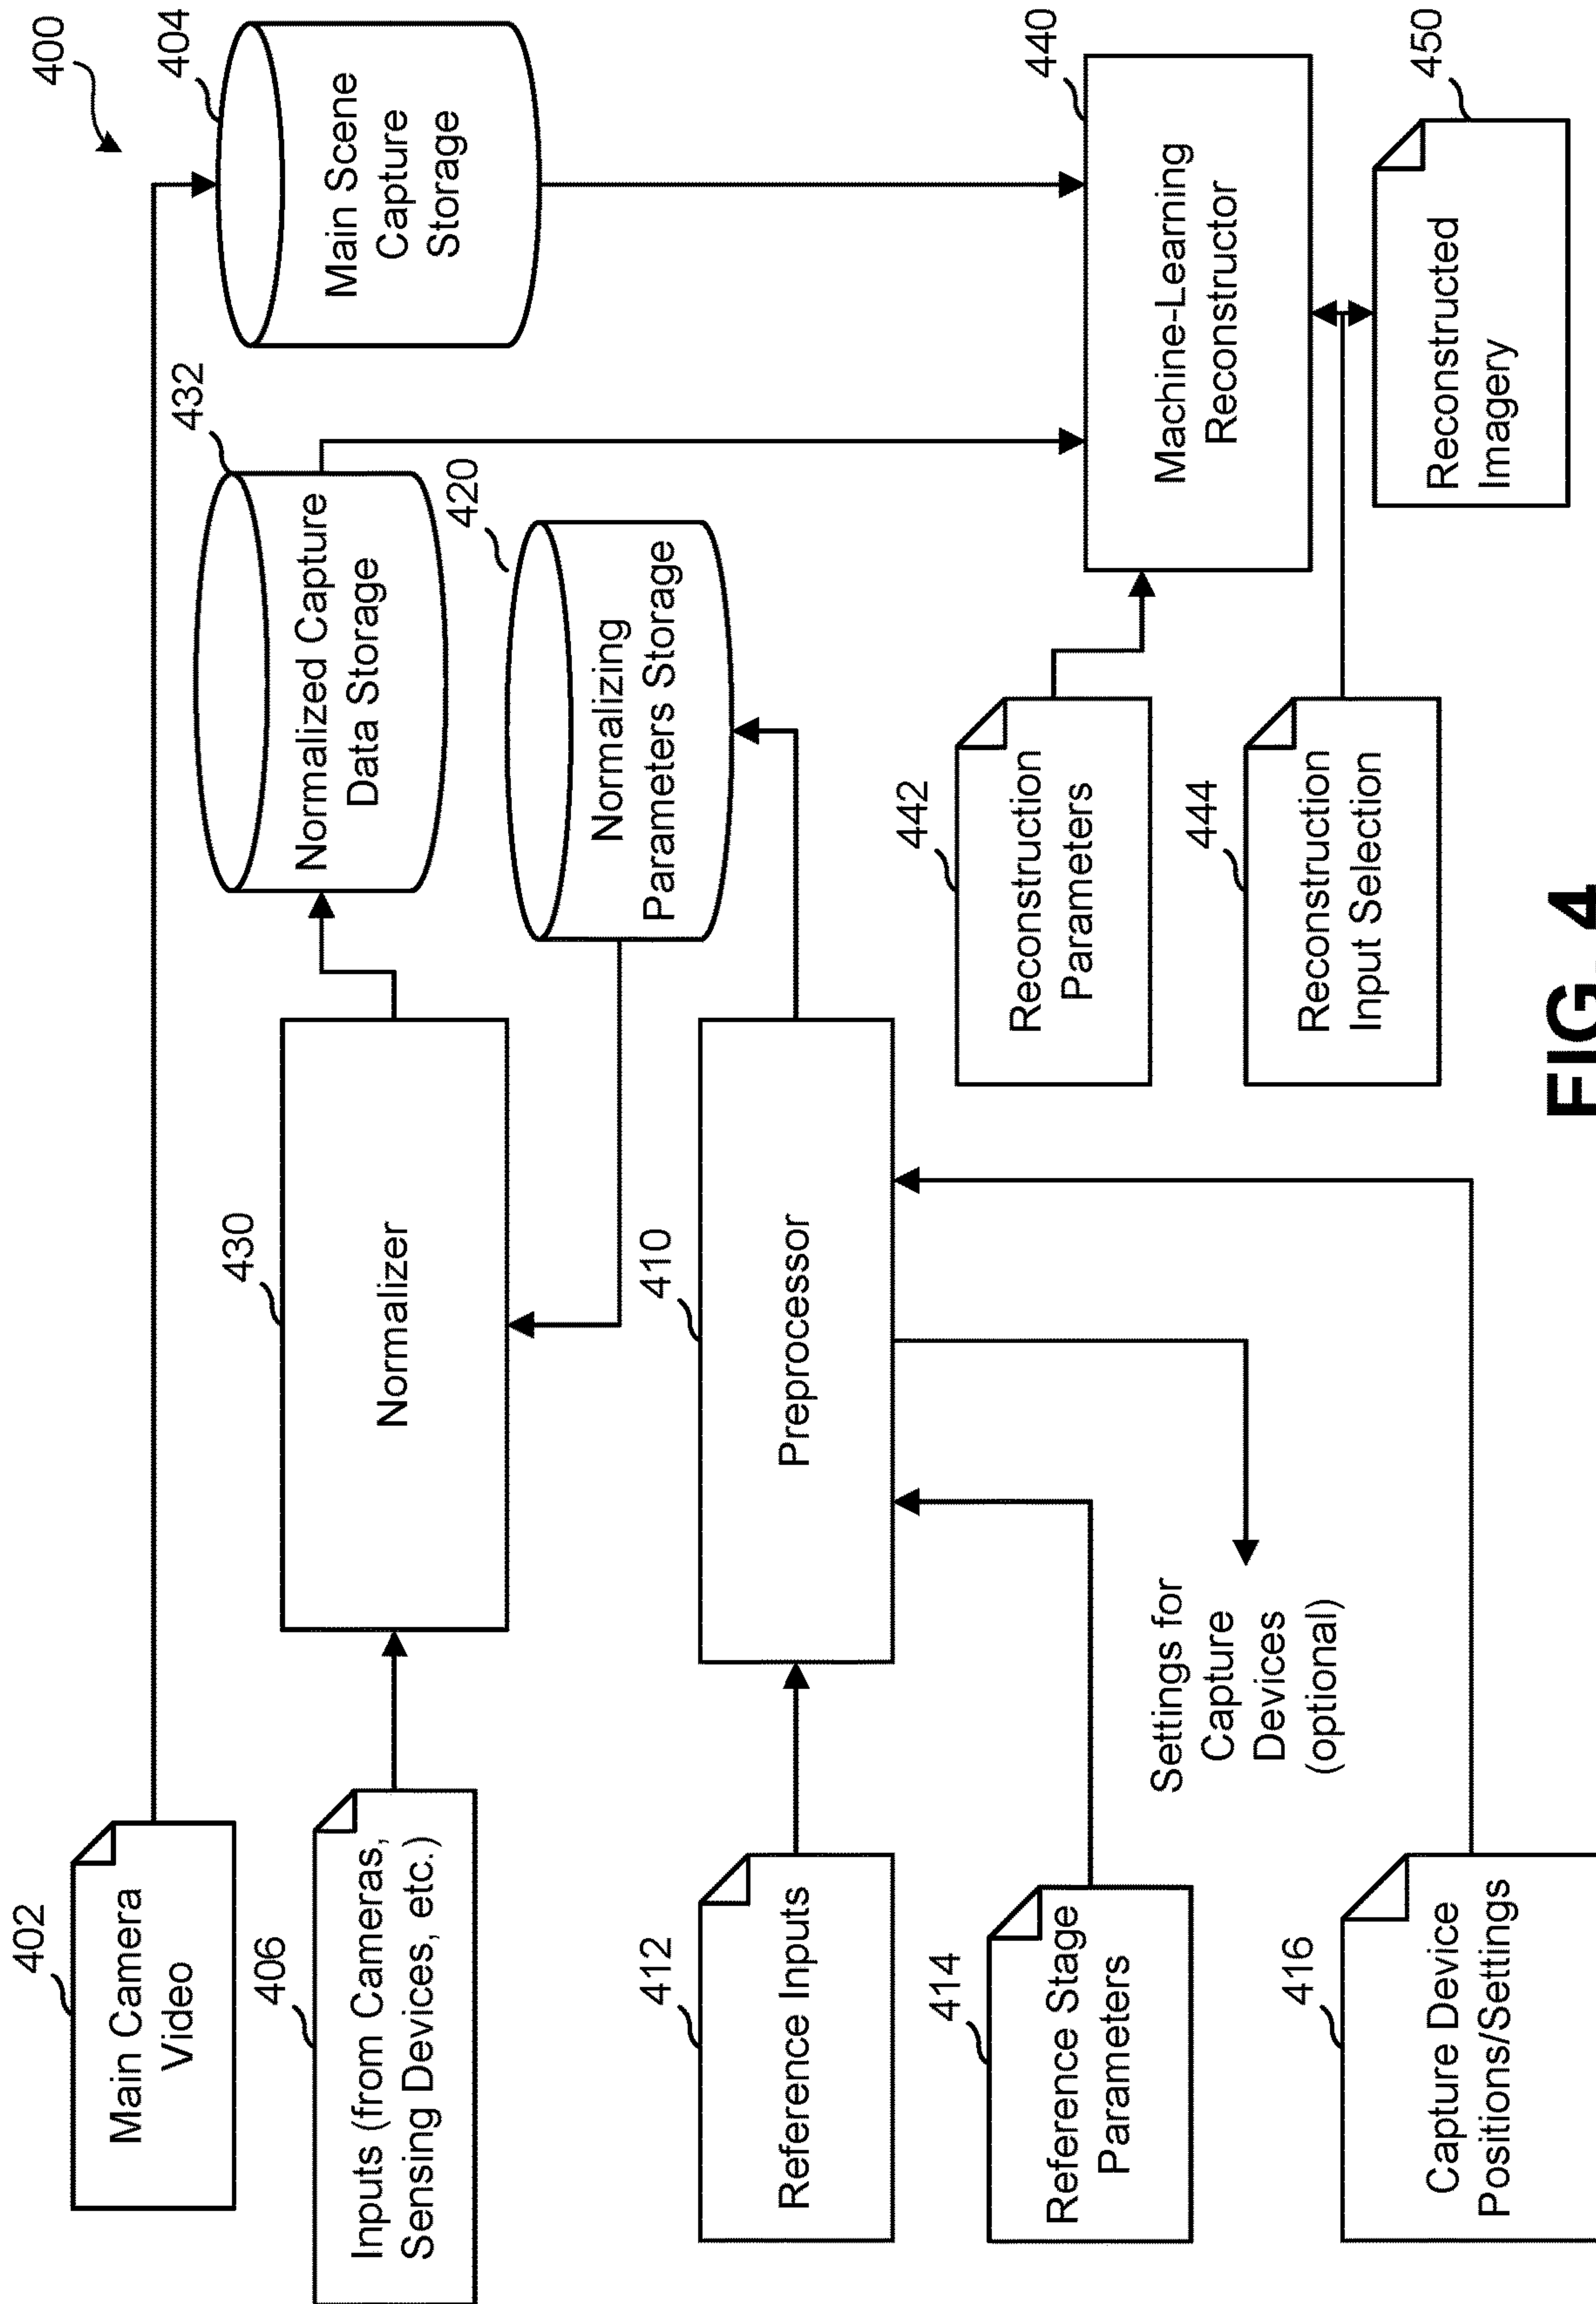 400
402
Main Camera
Video
404
Main Scene
Capture
Storage
406
Inputs (from Cameras,
Sensing Devices, etc.)
430
Normalizer
432
Normalized Capture
Data Storage
420
Normalizing
Parameters Storage
412
Reference Inputs
410
Preprocessor
414
Reference Stage
Parameters
Settings for
Capture
Devices
(optional)
416
Capture Device
Positions/Settings
442
Reconstruction
Parameters
444
Reconstruction
Input Selection
440
Machine-Learning
Reconstructor
450
Reconstructed
Imagery
FIG. 4